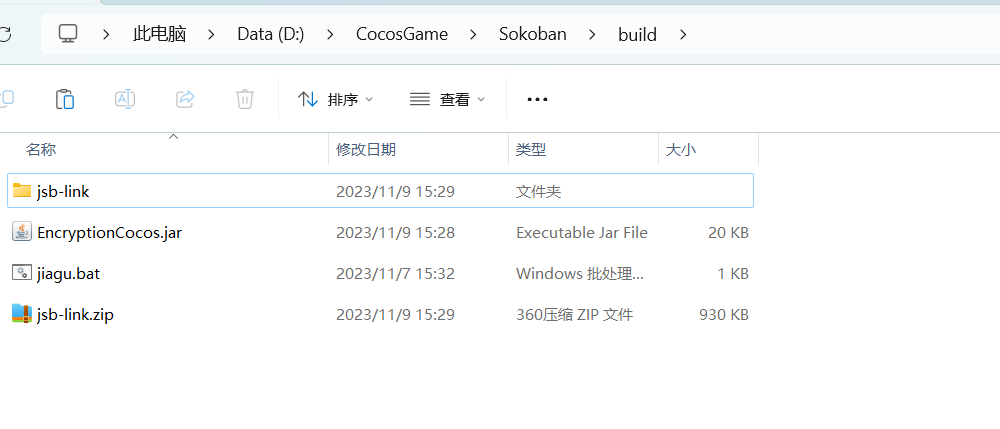 此电脑 > Data (D:) > CocosGame > Sokoban > build >
排序 查看 •••
名称 修改日期 类型 大小
jsb-link 2023/11/9 15:29 文件夹
EncryptionCocos.jar 2023/11/9 15:28 Executable Jar File 20 KB
jiagu.bat 2023/11/7 15:32 Windows 批处理... 1 KB
jsb-link.zip 2023/11/9 15:29 360压缩 ZIP 文件 930 KB